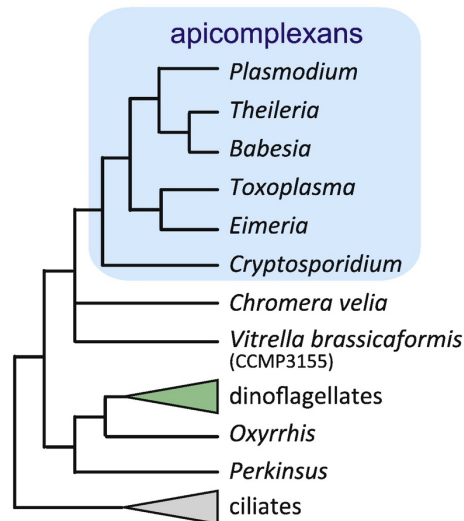 apicomplexans
Plasmodium
Theileria
Babesia
Toxoplasma
Eimeria
Cryptosporidium
Chromera velia
Vitrella brassicaformis
(CCMP3155)
dinoflagellates
Oxyrrhis
Perkinsus
ciliates